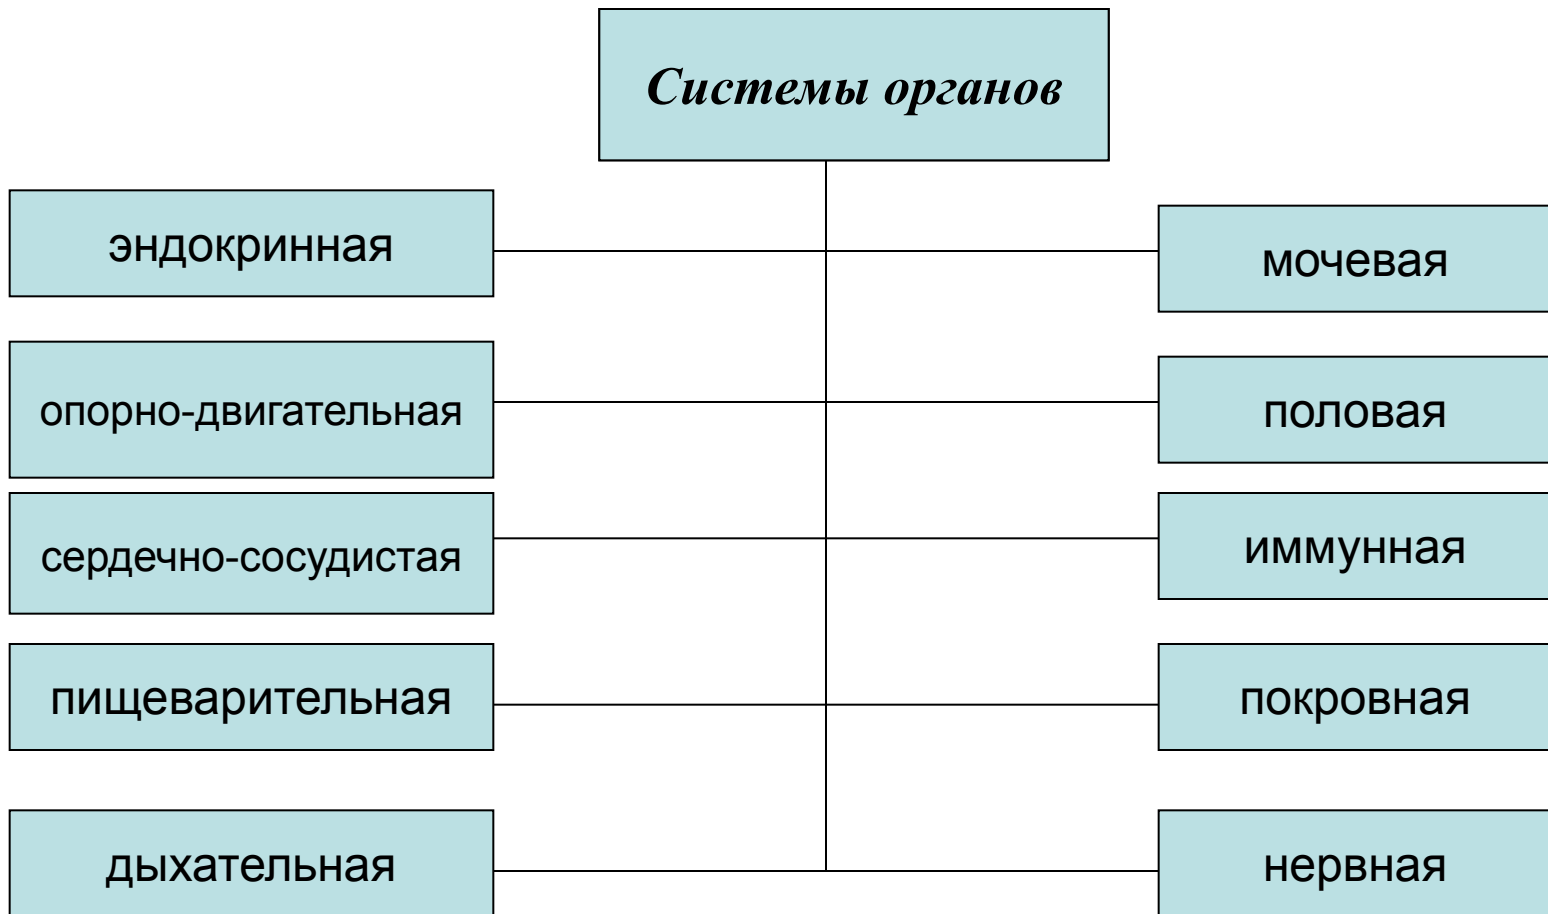 Системы органов
эндокринная
мочевая
опорно-двигательная
половая
сердечно-сосудистая
иммунная
пищеварительная
покровная
дыхательная
нервная